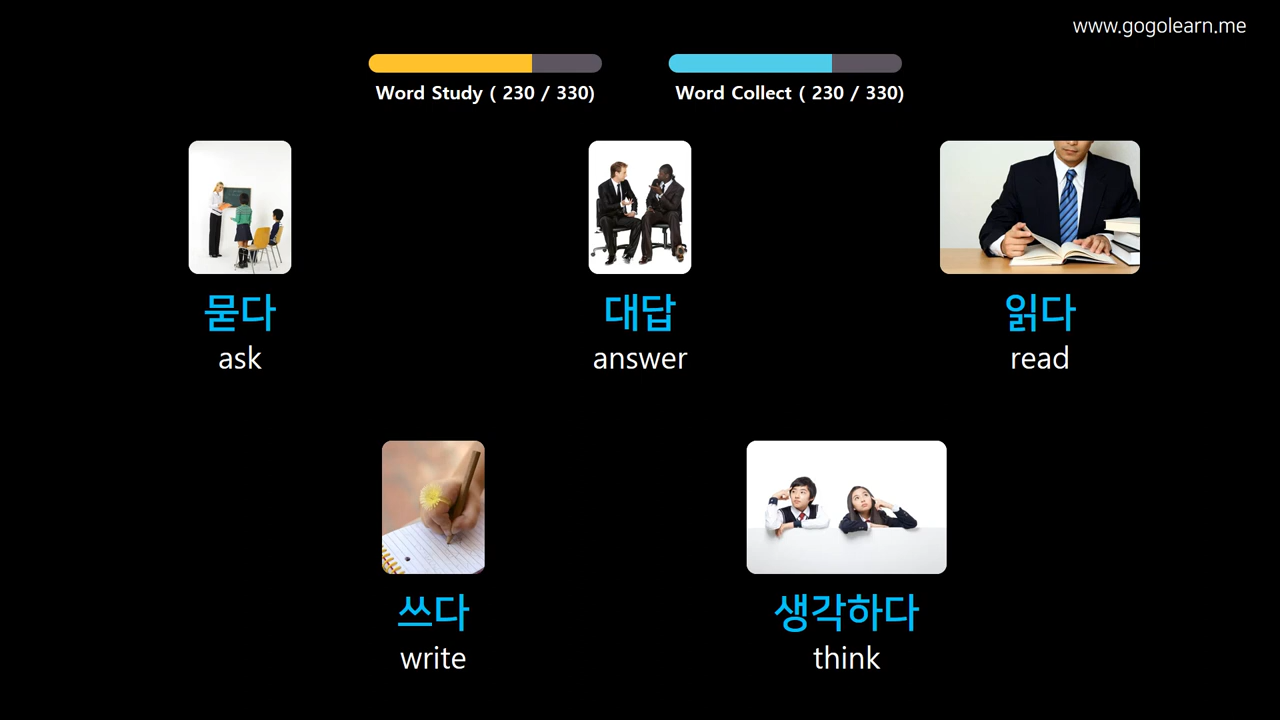 www.gogolearn.me
Word Study ( 230 / 330)
Word Collect ( 230 / 330)
묻다
ask
대답
answer
읽다
read
쓰다
write
생각하다
think